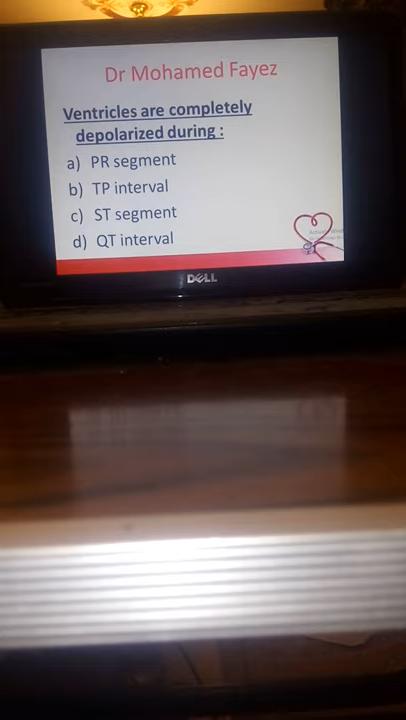 Dr Mohamed Fayez
Ventricles are completely
depolarized during :
a) PR segment
b) TP interval
c) ST segment
d) QT interval
DELL